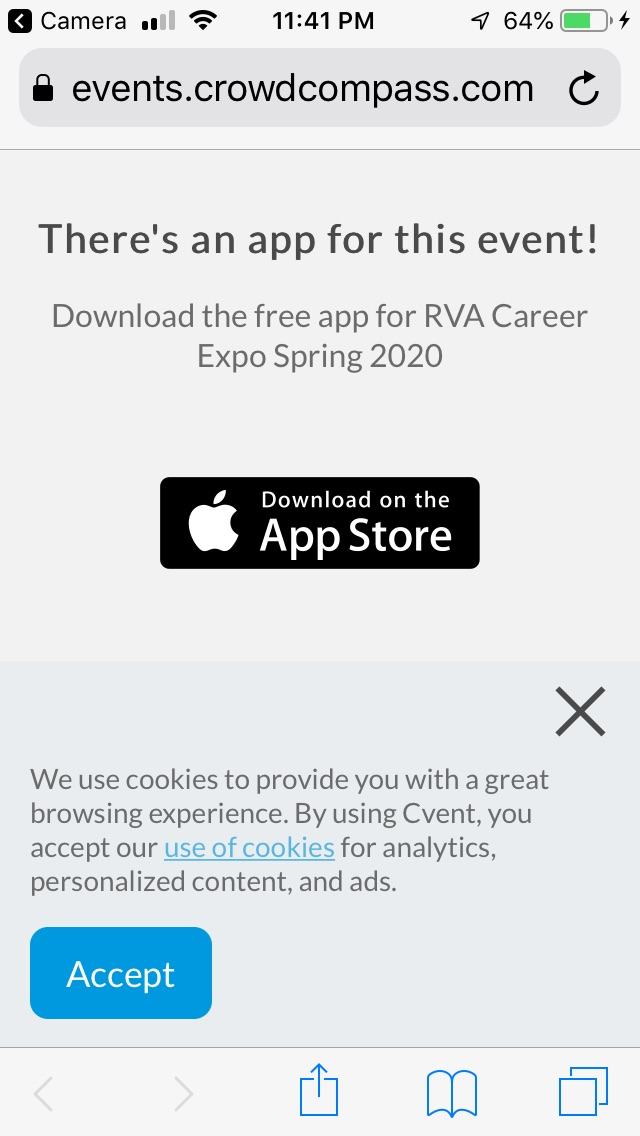 Camera 11:41 PM 64%
events.crowdcompass.com
There's an app for this event!
Download the free app for RVA Career
Expo Spring 2020
Download on the
App Store
We use cookies to provide you with a great
browsing experience. By using Cvent, you
accept our use of cookies for analytics,
personalized content, and ads.
Accept